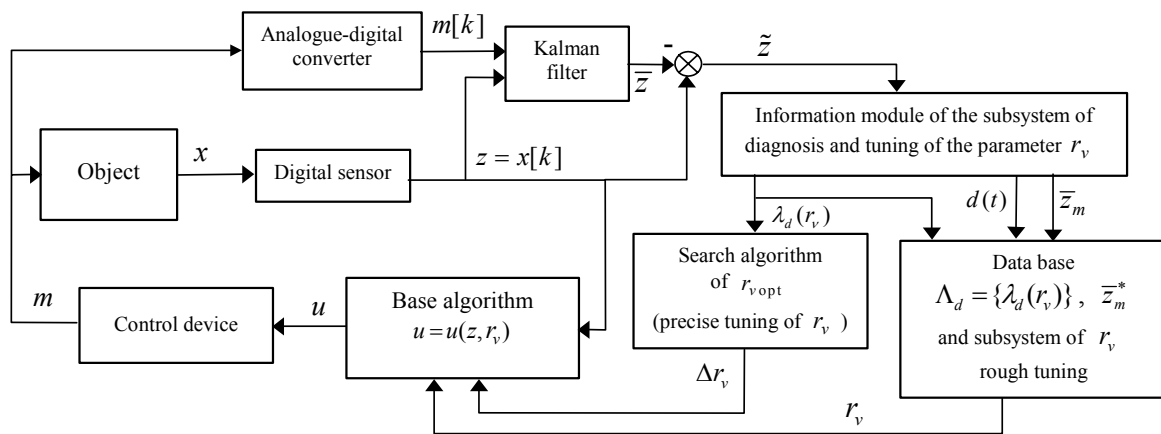 Analogue-digital
converter
m[k]
Kalman
filter
-
z̄
z̃
Information module of the subsystem of
diagnosis and tuning of the parameter r_v
Object
x
Digital sensor
z = x[k]
λ_d(r_v)
d(t)
z̄_m
Search algorithm
of r_{v opt}
(precise tuning of r_v )
Data base
Λ_d = {λ_d(r_v)} , z̄_m^*
and subsystem of r_v
rough tuning
m
Control device
u
Base algorithm
u = u(z, r_v)
Δr_v
r_v